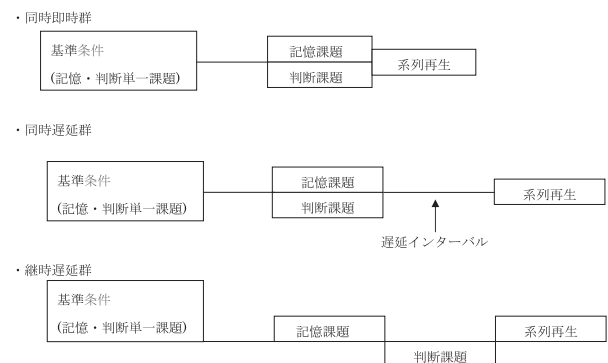 ・同時即時群
基準条件
(記憶・判断単一課題)
記憶課題
判断課題
系列再生
・同時遅延群
基準条件
(記憶・判断単一課題)
記憶課題
判断課題
系列再生
遅延インターバル
・継時遅延群
基準条件
(記憶・判断単一課題)
記憶課題
系列再生
判断課題